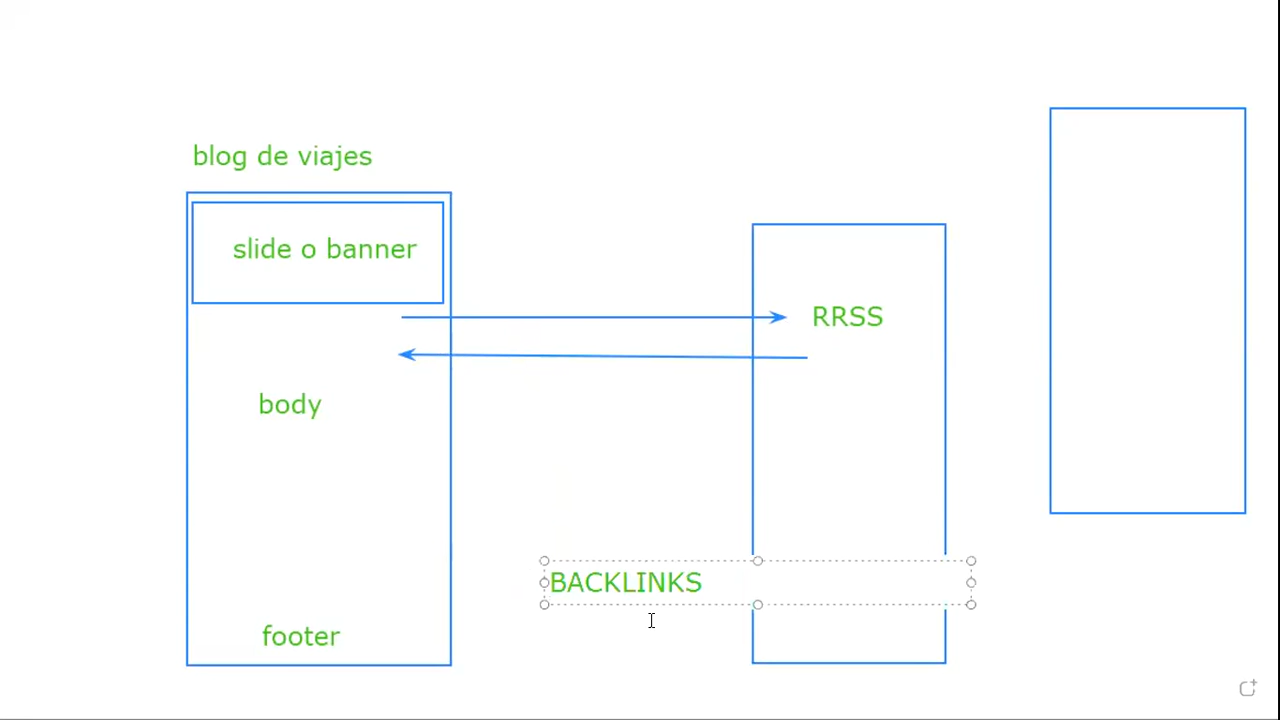 blog de viajes
slide o banner
RRSS
body
BACKLINKS
footer